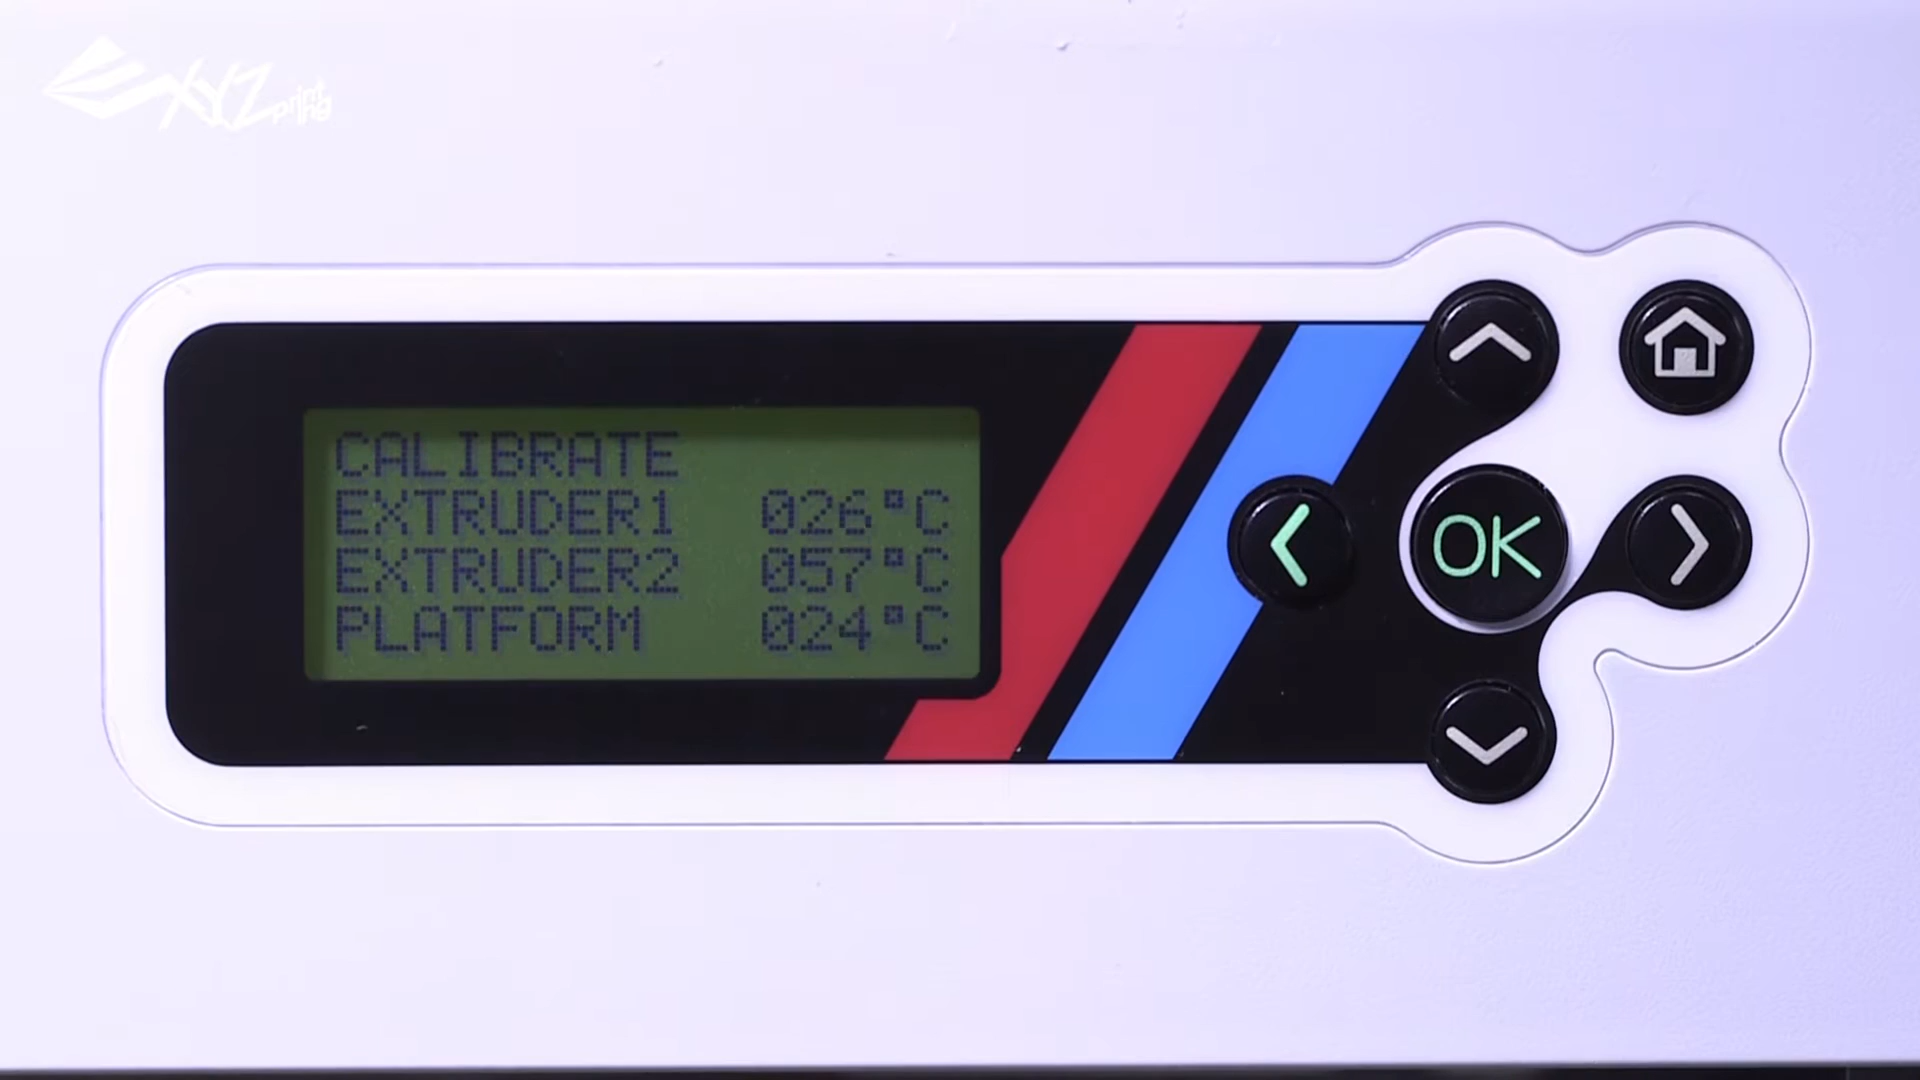 XYZprinting
CALIBRATE
EXTRUDER1 026°C
EXTRUDER2 057°C
PLATFORM 024°C
OK